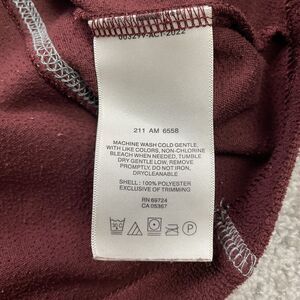 211 AM 6558
MACHINE WASH COLD GENTLE
WITH LIKE COLORS, NON-CHLORINE
BLEACH WHEN NEEDED, TUMBLE
DRY GENTLE LOW, REMOVE
PROMPTLY, DO NOT IRON,
DRYCLEANABLE
SHELL : 100% POLYESTER
EXCLUSIVE OF TRIMMING
RN 69724
CA 05367